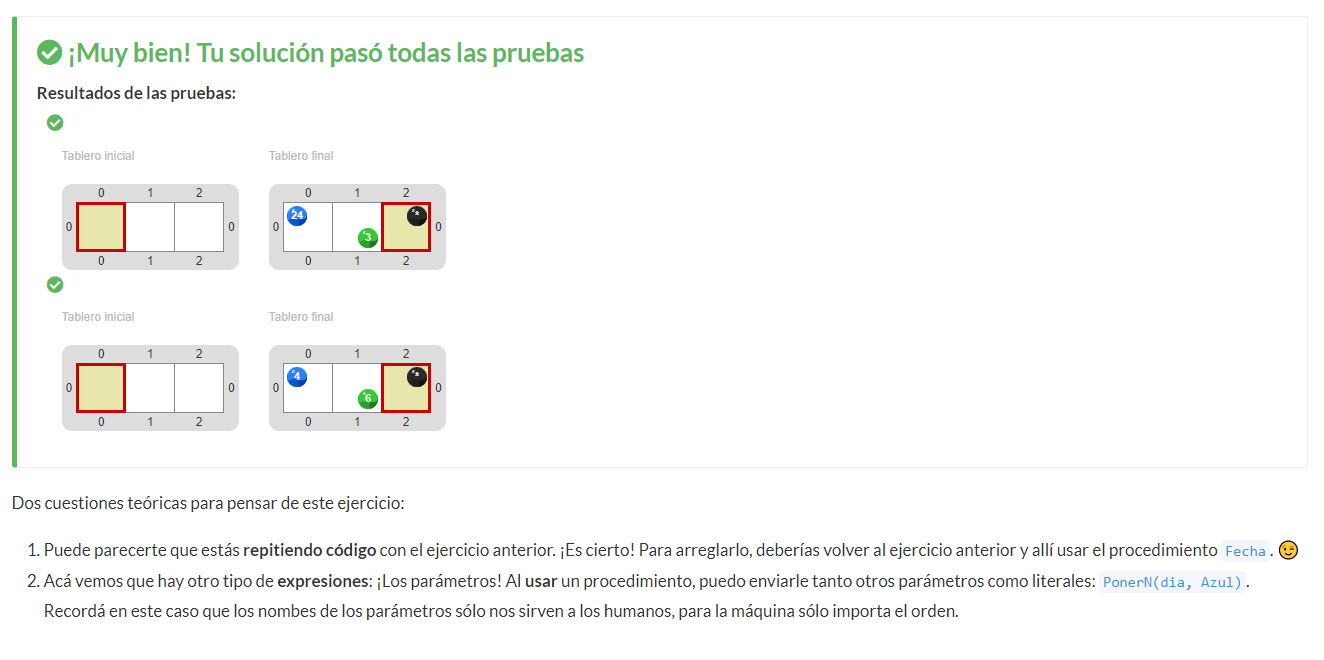 ¡Muy bien! Tu solución pasó todas las pruebas
Resultados de las pruebas:
Tablero inicial Tablero final
0 1 2 0 1 2
0 0 0 24 3 * 0
0 1 2 0 1 2
Tablero inicial Tablero final
0 1 2 0 1 2
0 0 0 4 6 * 0
0 1 2 0 1 2
Dos cuestiones teóricas para pensar de este ejercicio:
1. Puede parecerte que estás repitiendo código con el ejercicio anterior. ¡Es cierto! Para arreglarlo, deberías volver al ejercicio anterior y allí usar el procedimiento Fecha.
2. Acá vemos que hay otro tipo de expresiones: ¡Los parámetros! Al usar un procedimiento, puedo enviarle tanto otros parámetros como literales: PonerN(dia, Azul).
Recordá en este caso que los nombres de los parámetros sólo nos sirven a los humanos, para la máquina sólo importa el orden.